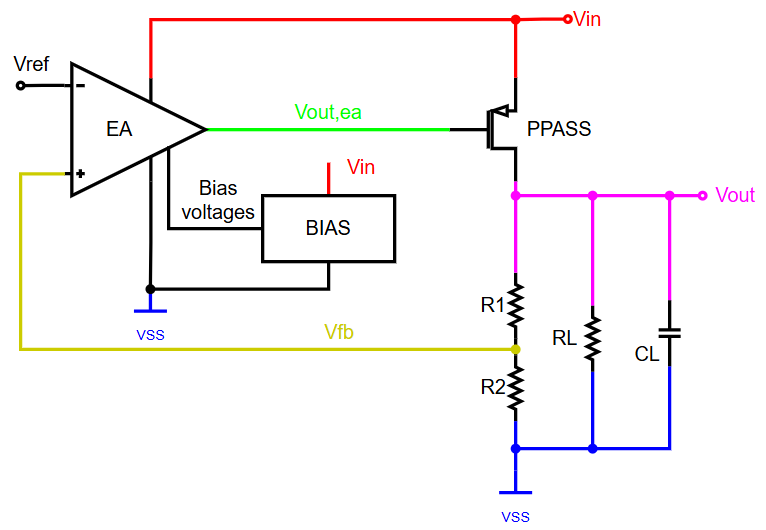 Vin
Vref
−
EA
Vout,ea
PPASS
+
Vin
Bias
voltages
BIAS
Vout
R1
VSS
Vfb
RL
CL
R2
VSS